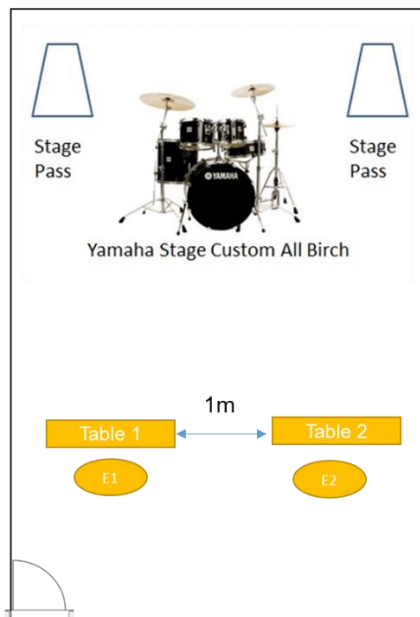 Stage
Pass
Stage
Pass
YAMAHA
Yamaha Stage Custom All Birch
1m
Table 1
Table 2
E1
E2